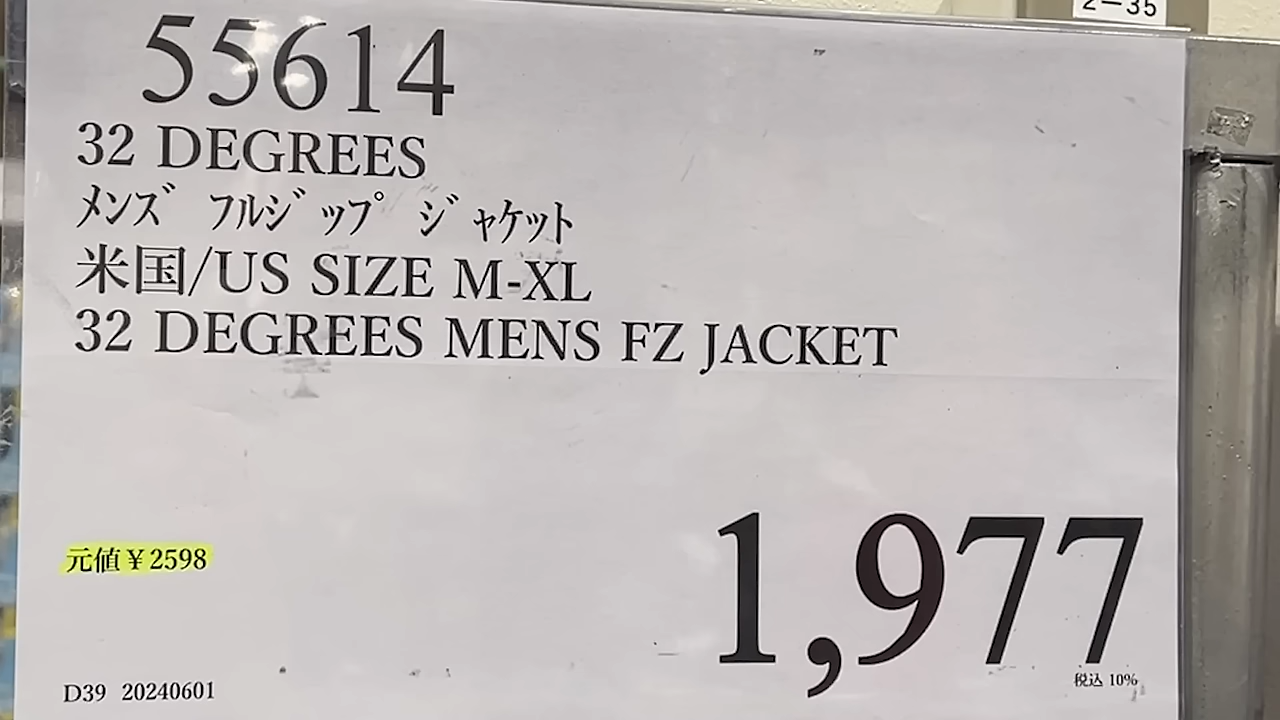 2-35
55614
32 DEGREES
ﾒﾝｽﾞ ﾌﾙｼﾞｯﾌﾟ ｼﾞｬｹｯﾄ
米国/US SIZE M-XL
32 DEGREES MENS FZ JACKET
元値￥2598
1,977
税込 10%
D39 20240601